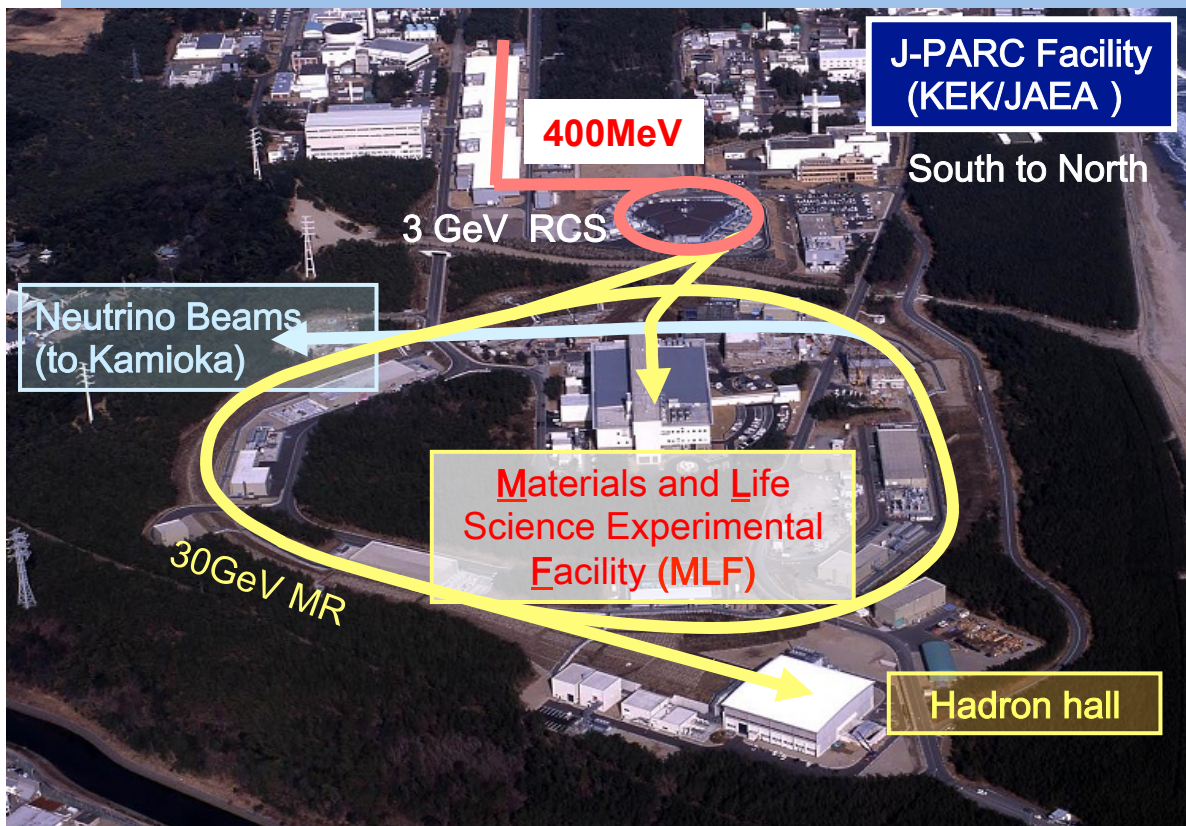 J-PARC Facility
(KEK/JAEA )
400MeV
South to North
3 GeV RCS
Neutrino Beams
(to Kamioka)
Materials and Life
Science Experimental
Facility (MLF)
30GeV MR
Hadron hall